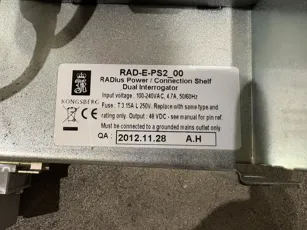 RAD-E-PS2_00
RADius Power / Connection Shelf
Dual Interrogator
Input voltage : 100-240VAC, 4.7A, 50/60Hz
Fuse : T 3.15A L 250V. Replace with same type and
rating only. Output : 48 VDC - see manual for pin ref.
Must be connected to a grounded mains outlet only.
KONGSBERG
QA : 2012.11.28 A.H